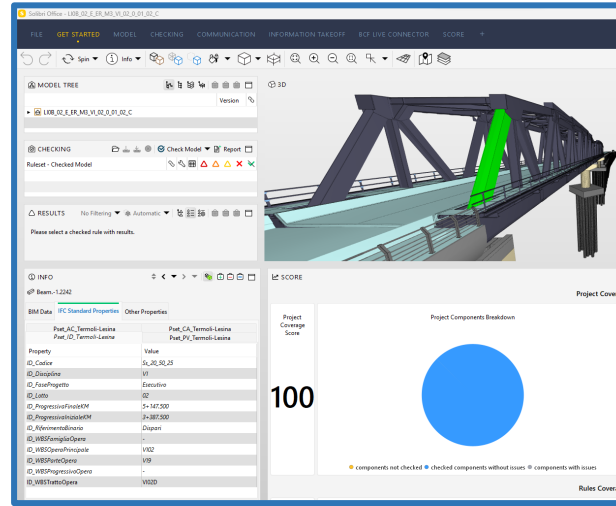 Solibri Office - LI0B_02_E_ER_M3_VI_02_0_01_02_C
FILE GET STARTED MODEL CHECKING COMMUNICATION INFORMATION TAKEOFF BCF LIVE CONNECTOR SCORE +
Spin Info
MODEL TREE
Version
LI0B_02_E_ER_M3_VI_02_0_01_02_C
3D
CHECKING Check Model Report
Ruleset - Checked Model
RESULTS No Filtering Automatic
Please select a checked rule with results.
INFO
Beam.-1.2242
BIM Data IFC Standard Properties Other Properties
Pset_AC_Termoli-Lesina Pset_CA_Termoli-Lesina
Pset_ID_Termoli-Lesina Pset_PV_Termoli-Lesina
Property Value
ID_Codice Ss_20_50_25
ID_Disciplina VI
ID_FaseProgetto Esecutivo
ID_Lotto 02
ID_ProgressivaFinaleKM 5+147.500
ID_ProgressivaInizialeKM 3+387.500
ID_RiferimentoBinario Dispari
ID_WBSFamigliaOpera -
ID_WBSOperaPrincipale VI02
ID_WBSParteOpera V19
ID_WBSProgressivaOpera -
ID_WBSTrattoOpera VI02D
SCORE
Project Cover
Project
Coverage
Score
100
Project Components Breakdown
components not checked checked components without issues components with issues
Rules Covera